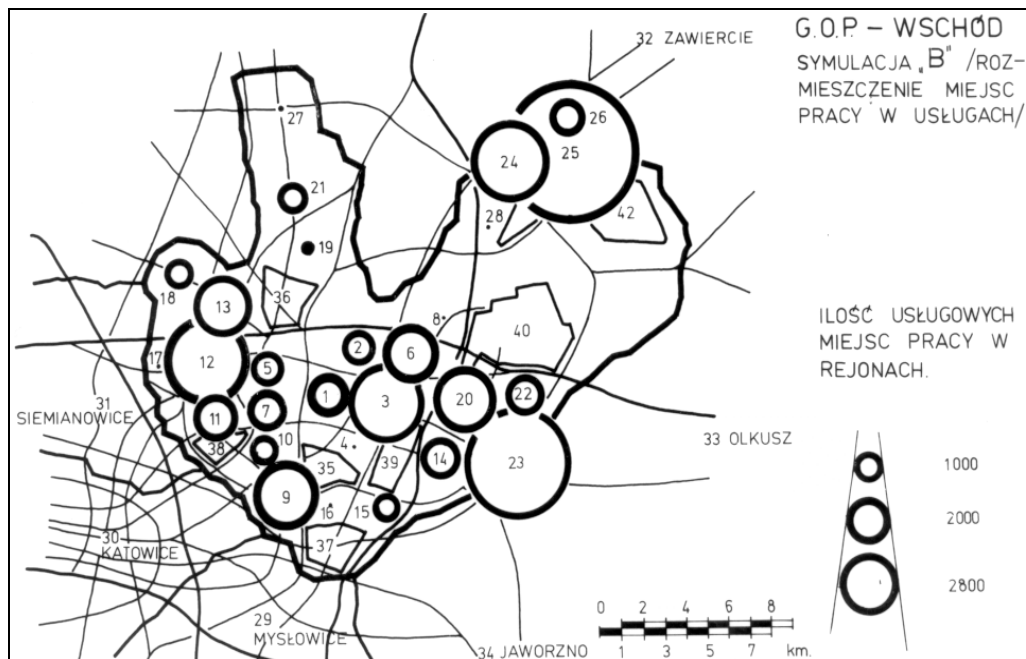 G.O.P. – WSCHÓD
SYMULACJA „B" /ROZ-
MIESZCZENIE MIEJSC
PRACY W USŁUGACH/
32 ZAWIERCIE
27
26
25
24
21
28
42
19
18
36
13
8
40
2
6
17
12
5
1
3
20
22
31
SIEMIANOWICE
11
7
10
4
38
33 OLKUSZ
35
39
14
23
9
16
15
30
KATOWICE
37
29
MYSŁOWICE
34 JAWORZNO
ILOŚĆ USŁUGOWYCH
MIEJSC PRACY W
REJONACH.
1000
2000
2800
0 2 4 6 8
1 3 5 7 km.